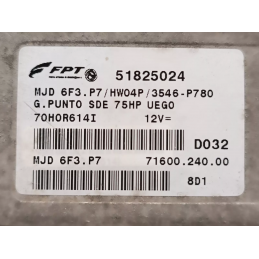 FPT 51825024
MJD 6F3.P7/HW04P/3546-P780
G.PUNTO SDE 75HP UEGO
70H0R614I 12V=
D032
MJD 6F3.P7 71600.240.00
8D1